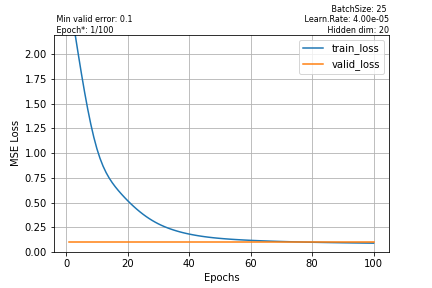 BatchSize: 25
Min valid error: 0.1
Learn.Rate: 4.00e-05
Epoch*: 1/100
Hidden dim: 20
train_loss
valid_loss
2.00
1.75
1.50
1.25
1.00
0.75
0.50
0.25
0.00
MSE Loss
0 20 40 60 80 100
Epochs